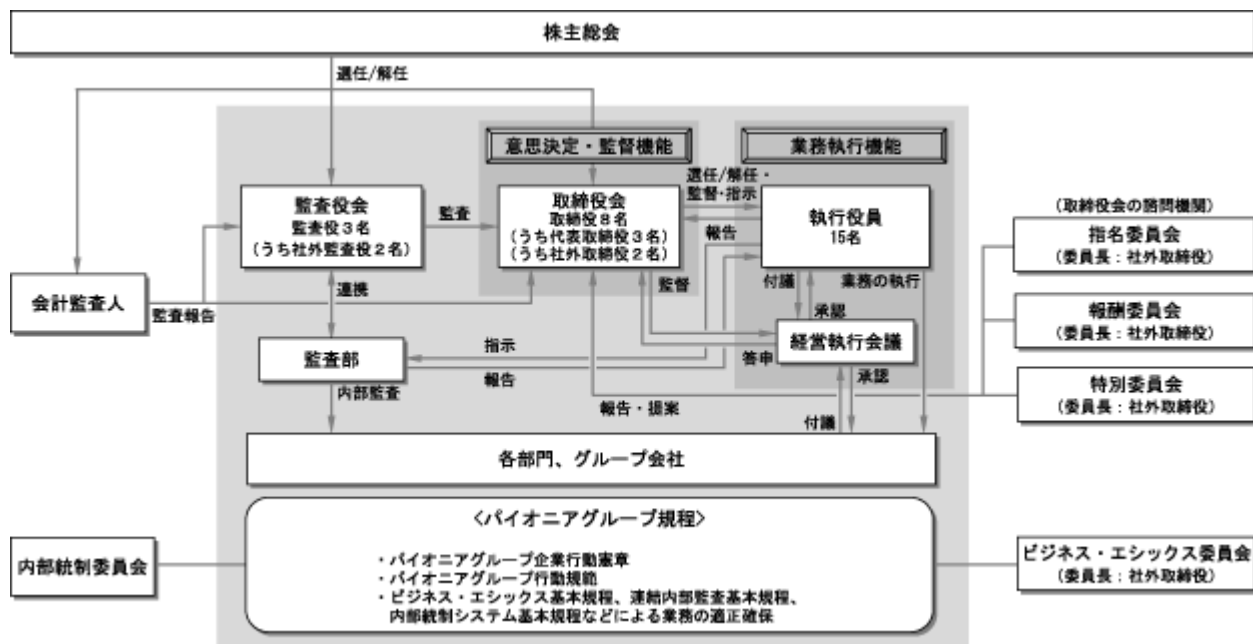 株主総会
選任/解任
意思決定・監督機能
業務執行機能
選任/解任・
監督・指示
監査役会
監査役3名
(うち社外監査役2名)
監査
取締役会
取締役8名
(うち代表取締役3名)
(うち社外取締役2名)
執行役員
15名
報告
(取締役会の諮問機関)
指名委員会
(委員長:社外取締役)
会計監査人
監査報告
連携
監督
付議
業務の執行
承認
報酬委員会
(委員長:社外取締役)
監査部
指示
報告
答申
経営執行会議
内部監査
承認
報告・提案
付議
特別委員会
(委員長:社外取締役)
各部門、グループ会社
<パイオニアグループ規程>
・パイオニアグループ企業行動憲章
・パイオニアグループ行動規範
・ビジネス・エシックス基本規程、連結内部監査基本規程、
内部統制システム基本規程などによる業務の適正確保
内部統制委員会
ビジネス・エシックス委員会
(委員長:社外取締役)